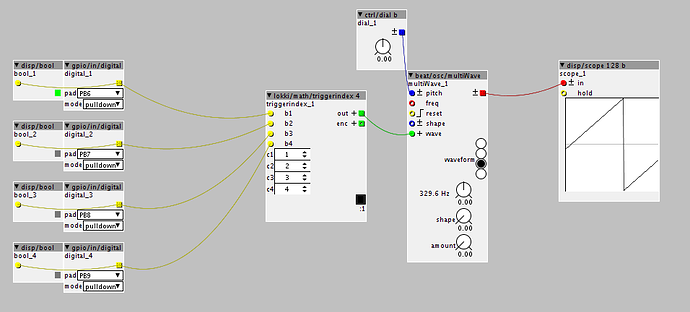 ▼ ctrl/dial b
dial_1
±
0.00
▼ disp/bool
bool_1
▼ gpio/in/digital
digital_1
pad PB6 ▼
mode pulldown ▼
▼ disp/bool
bool_2
▼ gpio/in/digital
digital_2
pad PB7 ▼
mode pulldown ▼
▼ disp/bool
bool_3
▼ gpio/in/digital
digital_3
pad PB8 ▼
mode pulldown ▼
▼ disp/bool
bool_4
▼ gpio/in/digital
digital_4
pad PB9 ▼
mode pulldown ▼
▼ lokki/math/triggerindex 4
triggerindex_1
b1 out +
b2 enc +
b3
b4
c1 1
c2 2
c3 3
c4 4
:1
▼ beat/osc/multiWave
multiWave_1
± pitch ±
freq
reset
± shape
+ wave
waveform
329.6 Hz
0.00
shape
0.00
amount
0.00
▼ disp/scope 128 b
scope_1
± in
hold